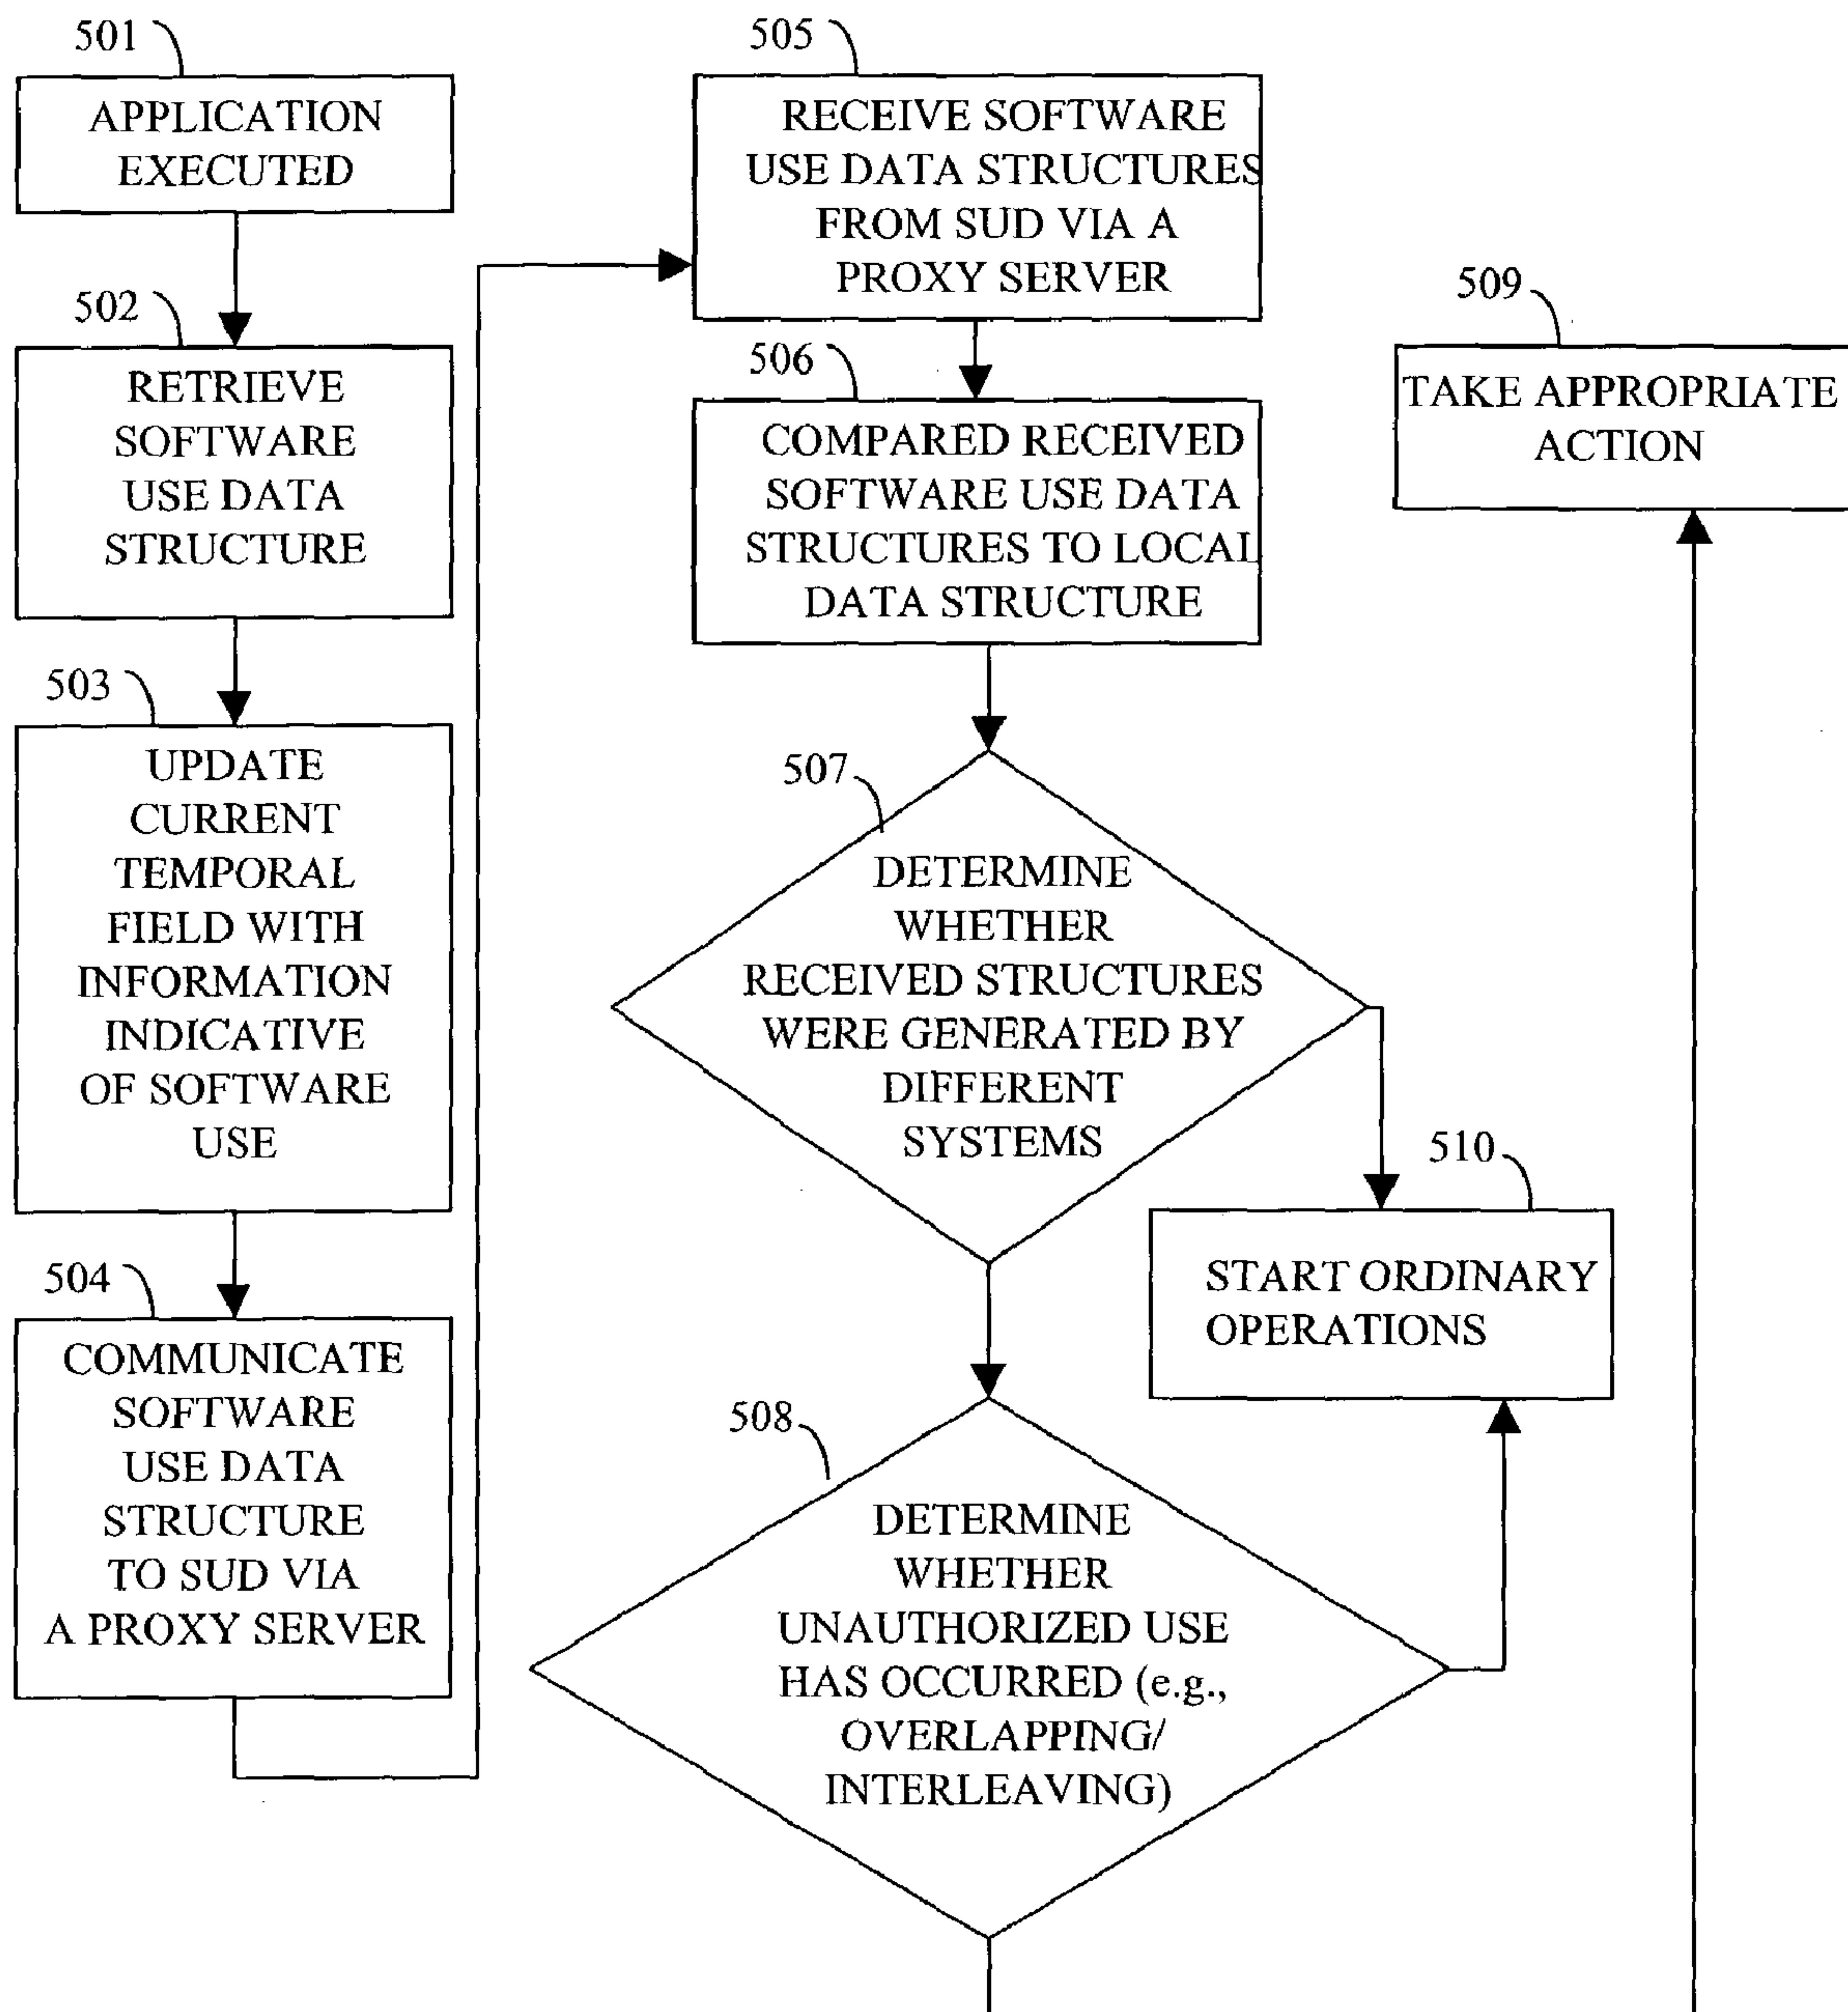 501
APPLICATION
EXECUTED
502
RETRIEVE
SOFTWARE
USE DATA
STRUCTURE
503
UPDATE
CURRENT
TEMPORAL
FIELD WITH
INFORMATION
INDICATIVE
OF SOFTWARE
USE
504
COMMUNICATE
SOFTWARE
USE DATA
STRUCTURE
TO SUD VIA
A PROXY SERVER
505
RECEIVE SOFTWARE
USE DATA STRUCTURES
FROM SUD VIA A
PROXY SERVER
506
COMPARED RECEIVED
SOFTWARE USE DATA
STRUCTURES TO LOCAL
DATA STRUCTURE
507
DETERMINE
WHETHER
RECEIVED STRUCTURES
WERE GENERATED BY
DIFFERENT
SYSTEMS
508
DETERMINE
WHETHER
UNAUTHORIZED USE
HAS OCCURRED (e.g.,
OVERLAPPING/
INTERLEAVING)
509
TAKE APPROPRIATE
ACTION
510
START ORDINARY
OPERATIONS